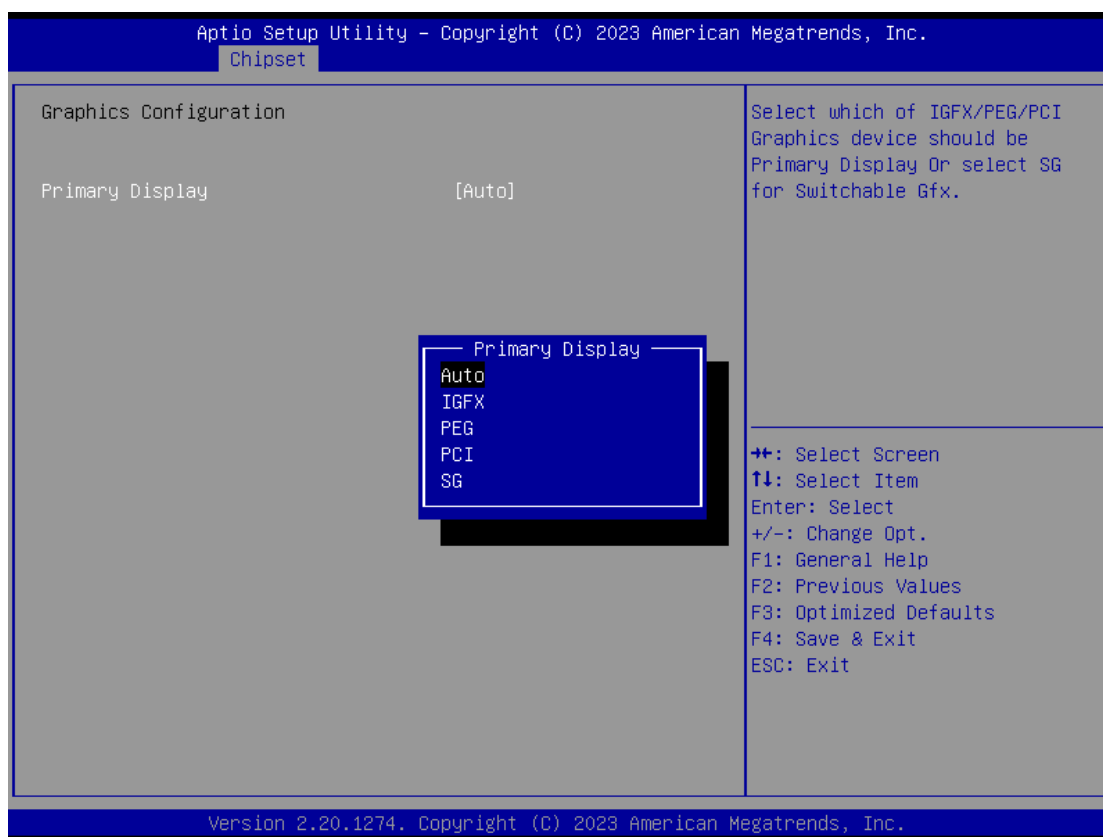 Aptio Setup Utility – Copyright (C) 2023 American Megatrends, Inc.
Chipset
Graphics Configuration
Primary Display [Auto]
Primary Display
Auto
IGFX
PEG
PCI
SG
Select which of IGFX/PEG/PCI
Graphics device should be
Primary Display Or select SG
for Switchable Gfx.
→←: Select Screen
↑↓: Select Item
Enter: Select
+/-: Change Opt.
F1: General Help
F2: Previous Values
F3: Optimized Defaults
F4: Save & Exit
ESC: Exit
Version 2.20.1274. Copyright (C) 2023 American Megatrends, Inc.